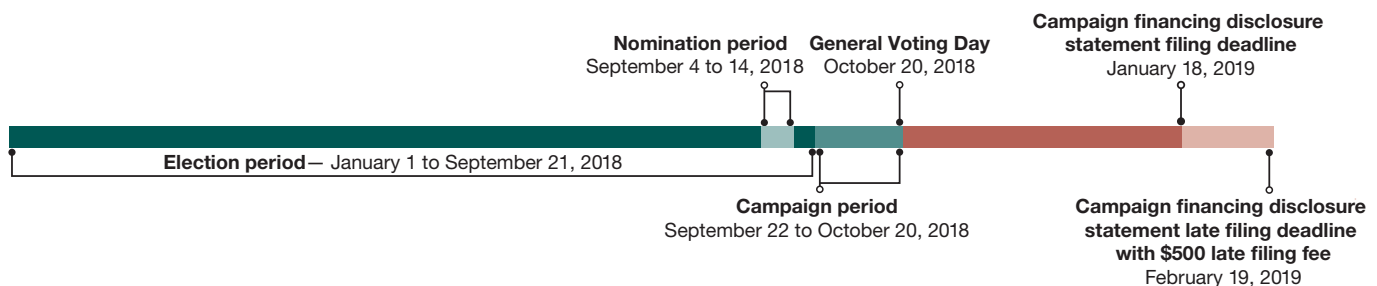 Nomination period
September 4 to 14, 2018
General Voting Day
October 20, 2018
Campaign financing disclosure
statement filing deadline
January 18, 2019
Election period— January 1 to September 21, 2018
Campaign period
September 22 to October 20, 2018
Campaign financing disclosure
statement late filing deadline
with $500 late filing fee
February 19, 2019